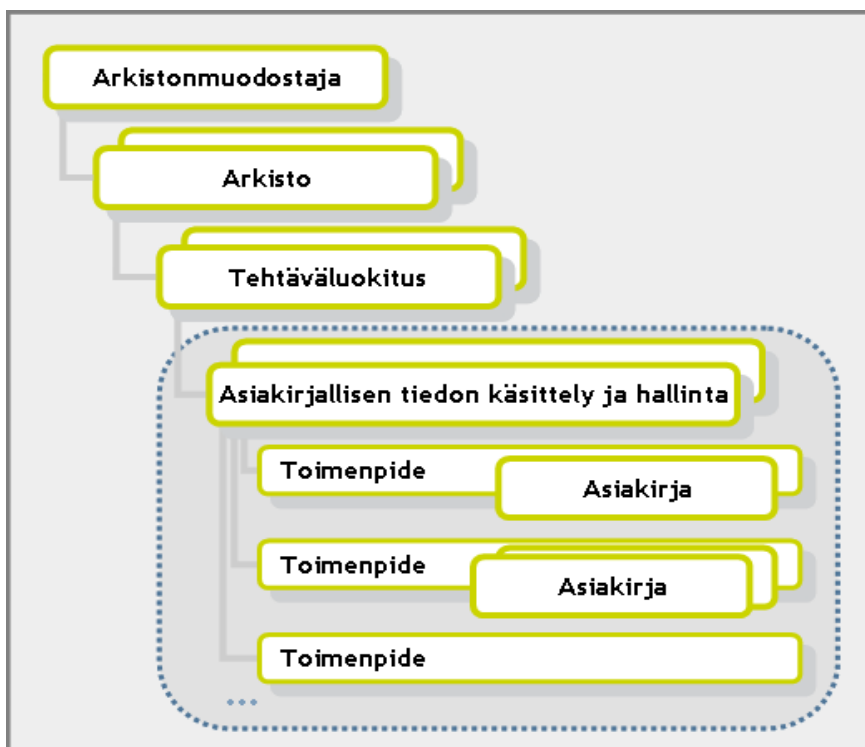 Arkistonmuodostaja
Arkisto
Tehtäväluokitus
Asiakirjallisen tiedon käsittely ja hallinta
Toimenpide
Asiakirja
Toimenpide
Asiakirja
Toimenpide
...